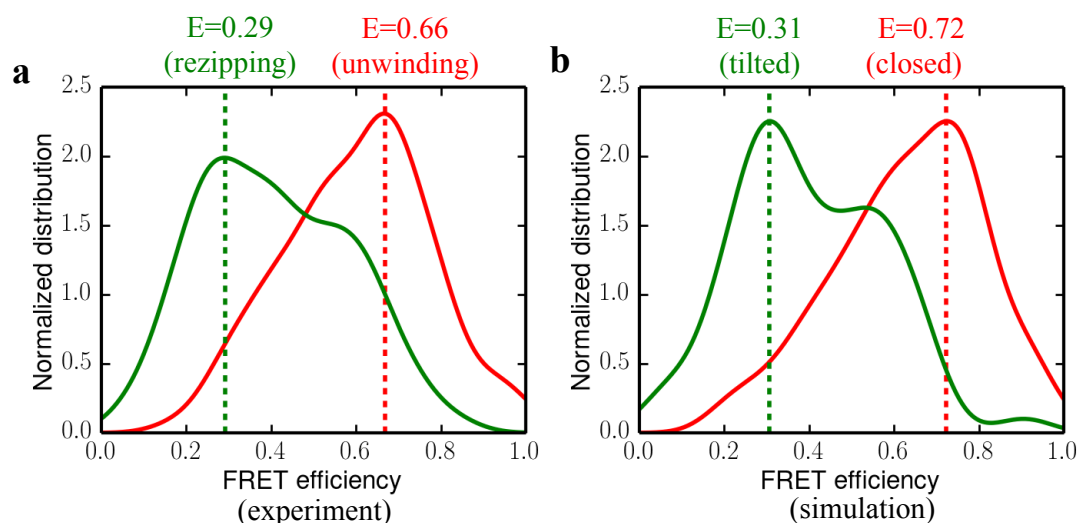 a
E=0.29
(rezipping)
E=0.66
(unwinding)
2.5
2.0
1.5
1.0
0.5
0.0
Normalized distribution
0.0 0.2 0.4 0.6 0.8 1.0
FRET efficiency
(experiment)
b
E=0.31
(tilted)
E=0.72
(closed)
2.5
2.0
1.5
1.0
0.5
0.0
Normalized distribution
0.0 0.2 0.4 0.6 0.8 1.0
FRET efficiency
(simulation)